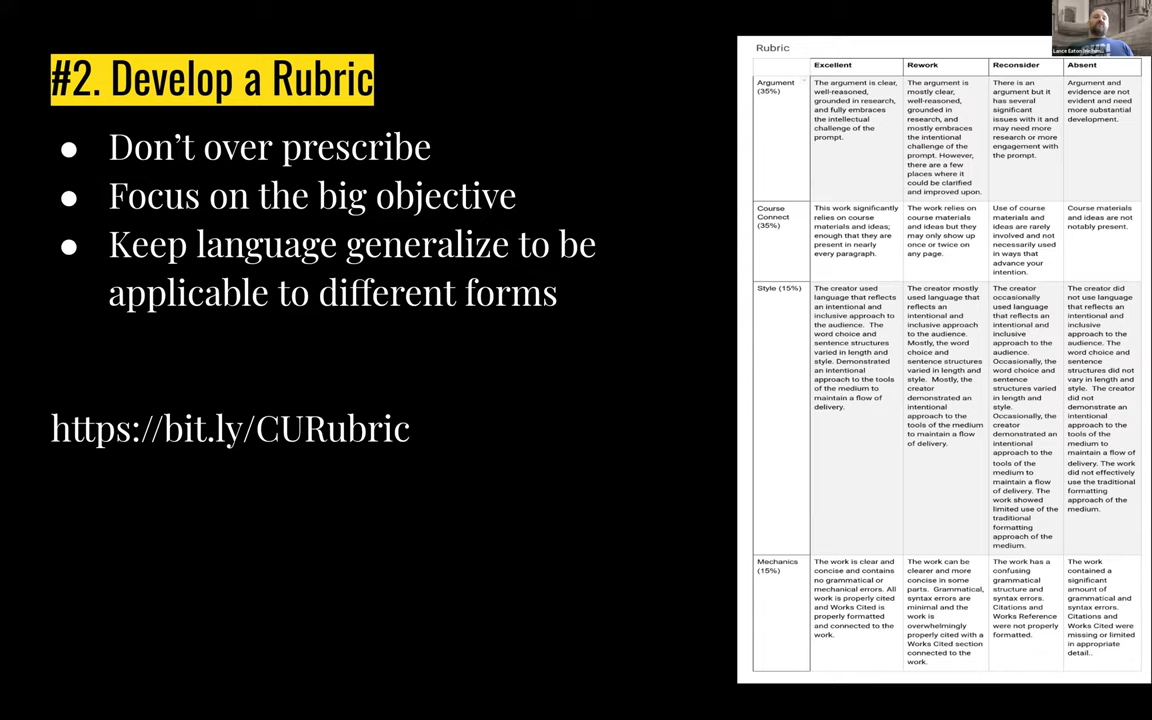 #2. Develop a Rubric
● Don't over prescribe
● Focus on the big objective
● Keep language generalize to be
applicable to different forms
https://bit.ly/CURubric
Lance Eaton (he/him/...
Rubric
Excellent
Rework
Reconsider
Absent
Argument
(35%)
The argument is clear,
well-reasoned,
grounded in research,
and fully embraces
the intellectual
challenge of the
prompt.
The argument is
mostly clear,
well-reasoned,
grounded in
research, and
mostly embraces
the intentional
challenge of the
prompt. However,
there are a few
places where it
could be clarified
and improved upon.
There is an
argument but it
has several
significant
issues with it and
may need more
research or more
engagement with
the prompt.
Argument and
evidence are not
evident and need
more substantial
development.
Course
Connect
(35%)
This work significantly
relies on course
materials and ideas;
enough that they are
present in nearly
every paragraph.
The work relies on
course materials
and ideas but they
may only show up
once or twice on
any page.
Use of course
materials and
ideas are rarely
involved and not
necessarily used
in ways that
advance your
intention.
Course materials
and ideas are not
notably present.
Style (15%)
The creator used
language that reflects
an intentional and
inclusive approach to
the audience. The
word choice and
sentence structures
varied in length and
style. Demonstrated
an intentional
approach to the tools
of the medium to
maintain a flow of
delivery.
The creator mostly
used language that
reflects an
intentional and
inclusive approach
to the audience.
Mostly, the word
choice and
sentence structures
varied in length and
style. Mostly, the
creator
demonstrated an
intentional
approach to the
tools of the medium
to maintain a flow
of delivery.
The creator
occasionally
used language
that reflects an
intentional and
inclusive
approach to the
audience.
Occasionally, the
word choice and
sentence
structures varied
in length and
style.
Occasionally, the
creator
demonstrated an
intentional
approach to the
tools of the
medium to
maintain a flow
of delivery. The
work showed
limited use of the
traditional
formatting
approach of the
medium.
The creator did
not use language
that reflects an
intentional and
inclusive
approach to the
audience. The
word choice and
sentence
structures did not
vary in length and
style. The creator
did not
demonstrate an
intentional
approach to the
tools of the
medium to
maintain a flow of
delivery. The work
did not effectively
use the traditional
formatting
approach of the
medium.
Mechanics
(15%)
The work is clear and
concise and contains
no grammatical or
mechanical errors. All
work is properly cited
and Works Cited is
properly formatted
and connected to the
work.
The work can be
clearer and more
concise in some
parts. Grammatical,
syntax errors are
minimal and the
work is
overwhelmingly
properly cited with a
Works Cited section
connected to the
work.
The work has a
confusing
grammatical
structure and
syntax errors.
Citations and
Works Reference
were not properly
formatted.
The work
contained a
significant
amount of
grammatical and
syntax errors.
Citations and
Works Cited were
missing or limited
in appropriate
detail..